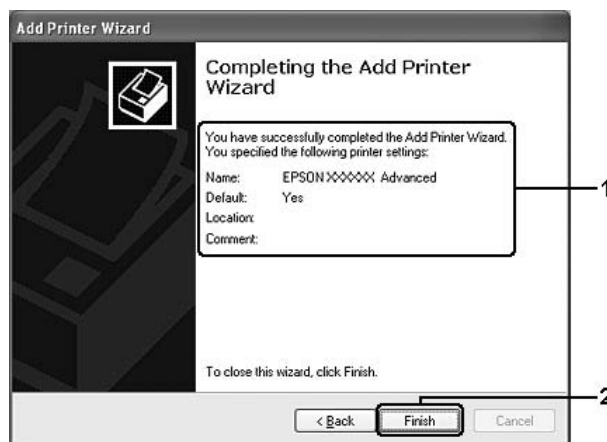 Add Printer Wizard
Completing the Add Printer
Wizard
You have successfully completed the Add Printer Wizard.
You specified the following printer settings:
Name: EPSON XXXXXX Advanced
Default: Yes
Location:
Comment:
1
To close this wizard, click Finish.
2
< Back Finish Cancel